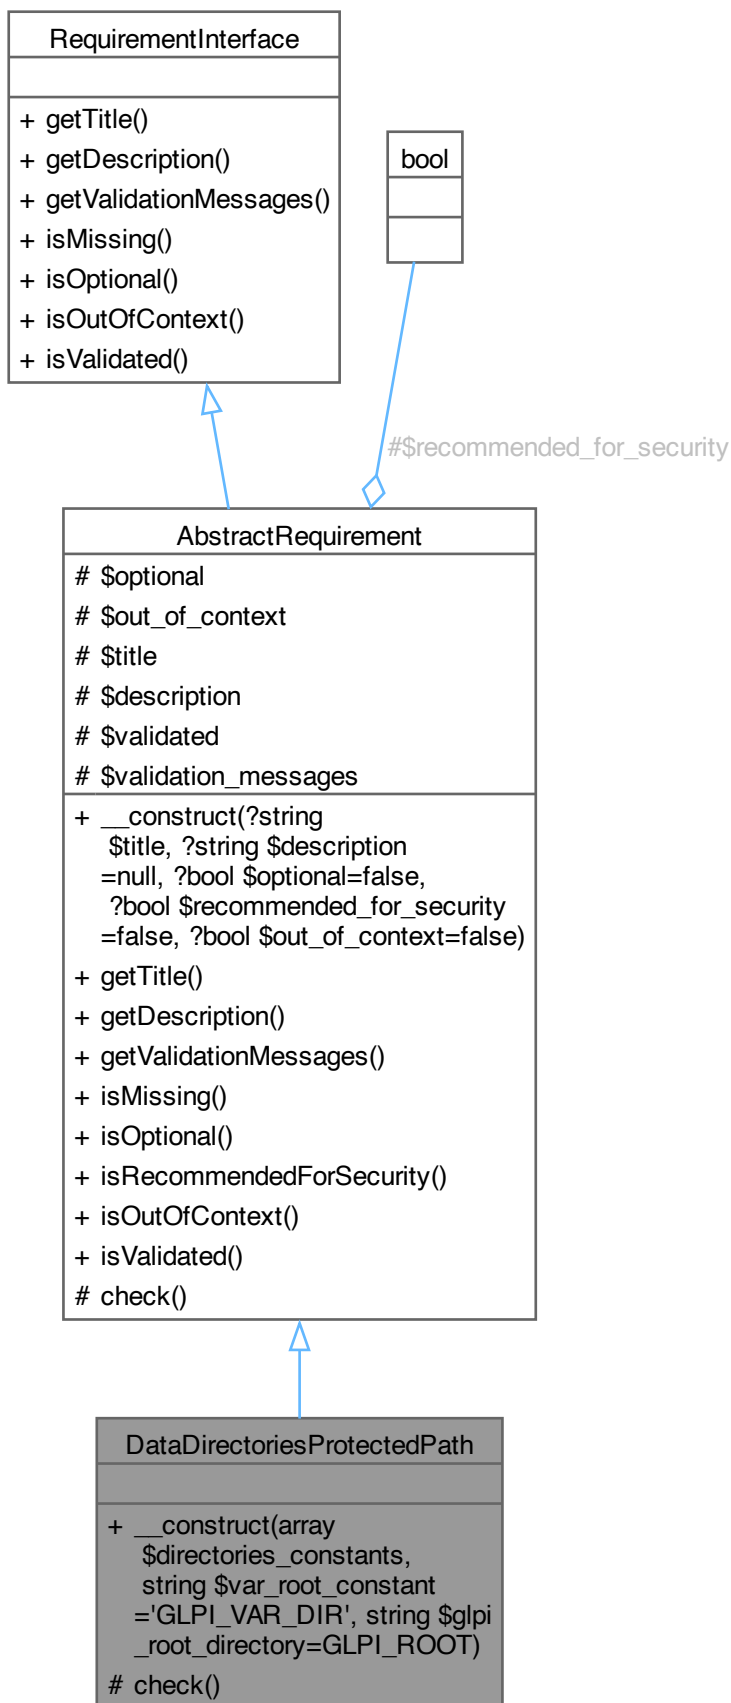 RequirementInterface
+ getTitle()
+ getDescription()
+ getValidationMessages()
+ isMissing()
+ isOptional()
+ isOutOfContext()
+ isValidated()
bool
#$recommended_for_security
AbstractRequirement
# $optional
# $out_of_context
# $title
# $description
# $validated
# $validation_messages
+ __construct(?string
$title, ?string $description
=null, ?bool $optional=false,
?bool $recommended_for_security
=false, ?bool $out_of_context=false)
+ getTitle()
+ getDescription()
+ getValidationMessages()
+ isMissing()
+ isOptional()
+ isRecommendedForSecurity()
+ isOutOfContext()
+ isValidated()
# check()
DataDirectoriesProtectedPath
+ __construct(array
$directories_constants,
string $var_root_constant
='GLPI_VAR_DIR', string $glpi
_root_directory=GLPI_ROOT)
# check()